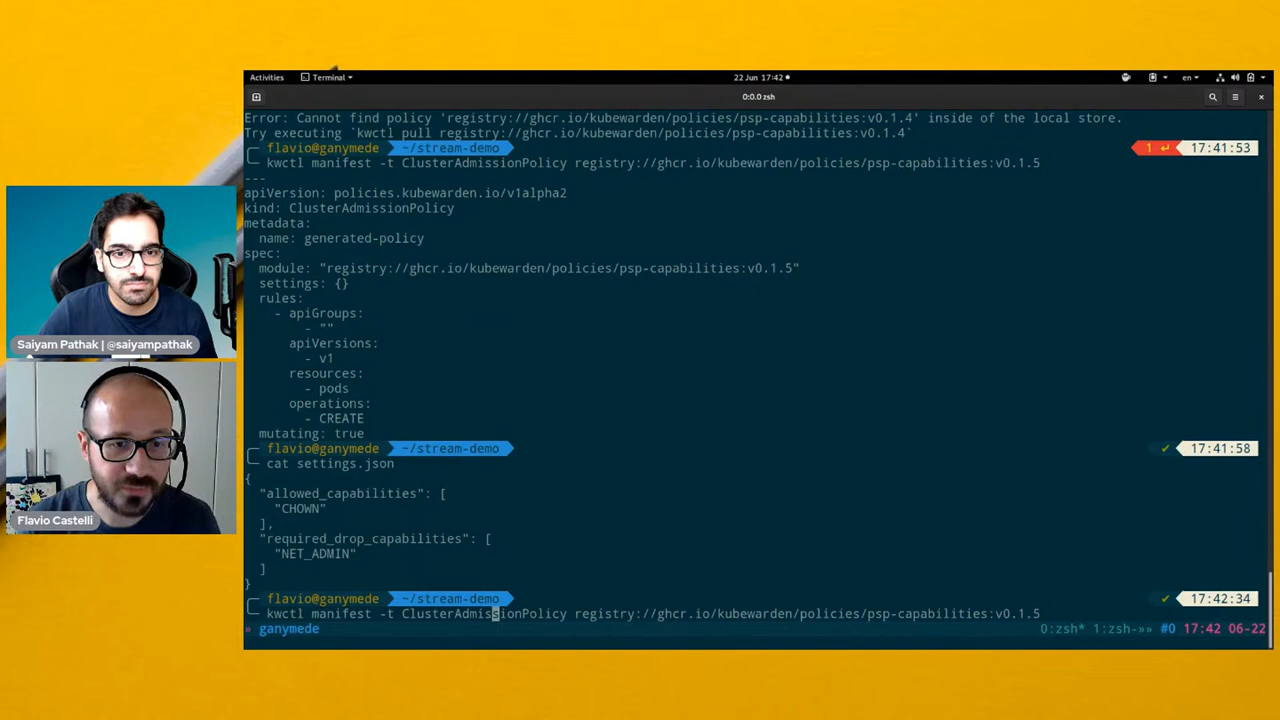 Activities
Terminal
22 Jun 17:42
en
0:0.0 zsh
Error: Cannot find policy 'registry://ghcr.io/kubewarden/policies/psp-capabilities:v0.1.4' inside of the local store.
Try executing `kwctl pull registry://ghcr.io/kubewarden/policies/psp-capabilities:v0.1.4`
flavio@ganymede ~/stream-demo 1 17:41:53
kwctl manifest -t ClusterAdmissionPolicy registry://ghcr.io/kubewarden/policies/psp-capabilities:v0.1.5
---
apiVersion: policies.kubewarden.io/v1alpha2
kind: ClusterAdmissionPolicy
metadata:
name: generated-policy
spec:
module: "registry://ghcr.io/kubewarden/policies/psp-capabilities:v0.1.5"
settings: {}
rules:
- apiGroups:
- ""
apiVersions:
- v1
resources:
- pods
operations:
- CREATE
mutating: true
flavio@ganymede ~/stream-demo ✓ 17:41:58
cat settings.json
{
"allowed_capabilities": [
"CHOWN"
],
"required_drop_capabilities": [
"NET_ADMIN"
]
}
flavio@ganymede ~/stream-demo ✓ 17:42:34
kwctl manifest -t ClusterAdmissionPolicy registry://ghcr.io/kubewarden/policies/psp-capabilities:v0.1.5
» ganymede 0:zsh* 1:zsh-»» #0 17:42 06-22
Saiyam Pathak | @saiyampathak
Flavio Castelli